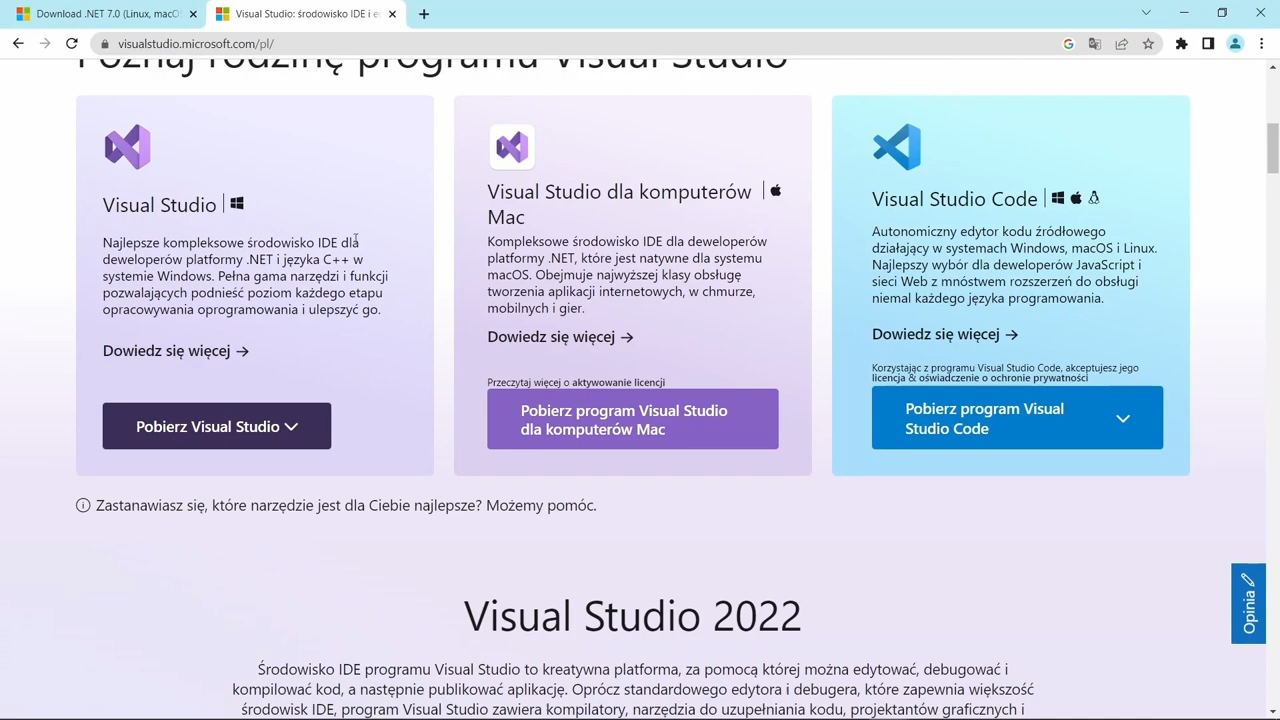 Download .NET 7.0 (Linux, macO
Visual Studio: środowisko IDE i e
visualstudio.microsoft.com/pl/
Poznaj rodzinę programu Visual Studio
Visual Studio
Najlepsze kompleksowe środowisko IDE dla
deweloperów platformy .NET i języka C++ w
systemie Windows. Pełna gama narzędzi i funkcji
pozwalających podnieść poziom każdego etapu
opracowywania oprogramowania i ulepszyć go.
Dowiedz się więcej →
Pobierz Visual Studio
Visual Studio dla komputerów
Mac
Kompleksowe środowisko IDE dla deweloperów
platformy .NET, które jest natywne dla systemu
macOS. Obejmuje najwyższej klasy obsługę
tworzenia aplikacji internetowych, w chmurze,
mobilnych i gier.
Dowiedz się więcej →
Przeczytaj więcej o aktywowanie licencji
Pobierz program Visual Studio
dla komputerów Mac
Visual Studio Code
Autonomiczny edytor kodu źródłowego
działający w systemach Windows, macOS i Linux.
Najlepszy wybór dla deweloperów JavaScript i
sieci Web z mnóstwem rozszerzeń do obsługi
niemal każdego języka programowania.
Dowiedz się więcej →
Korzystając z programu Visual Studio Code, akceptujesz jego
licencja & oświadczenie o ochronie prywatności
Pobierz program Visual
Studio Code
Zastanawiasz się, które narzędzie jest dla Ciebie najlepsze? Możemy pomóc.
Opinia
Visual Studio 2022
Środowisko IDE programu Visual Studio to kreatywna platforma, za pomocą której można edytować, debugować i
kompilować kod, a następnie publikować aplikację. Oprócz standardowego edytora i debugera, które zapewnia większość
środowisk IDE, program Visual Studio zawiera kompilatory, narzędzia do uzupełniania kodu, projektantów graficznych i